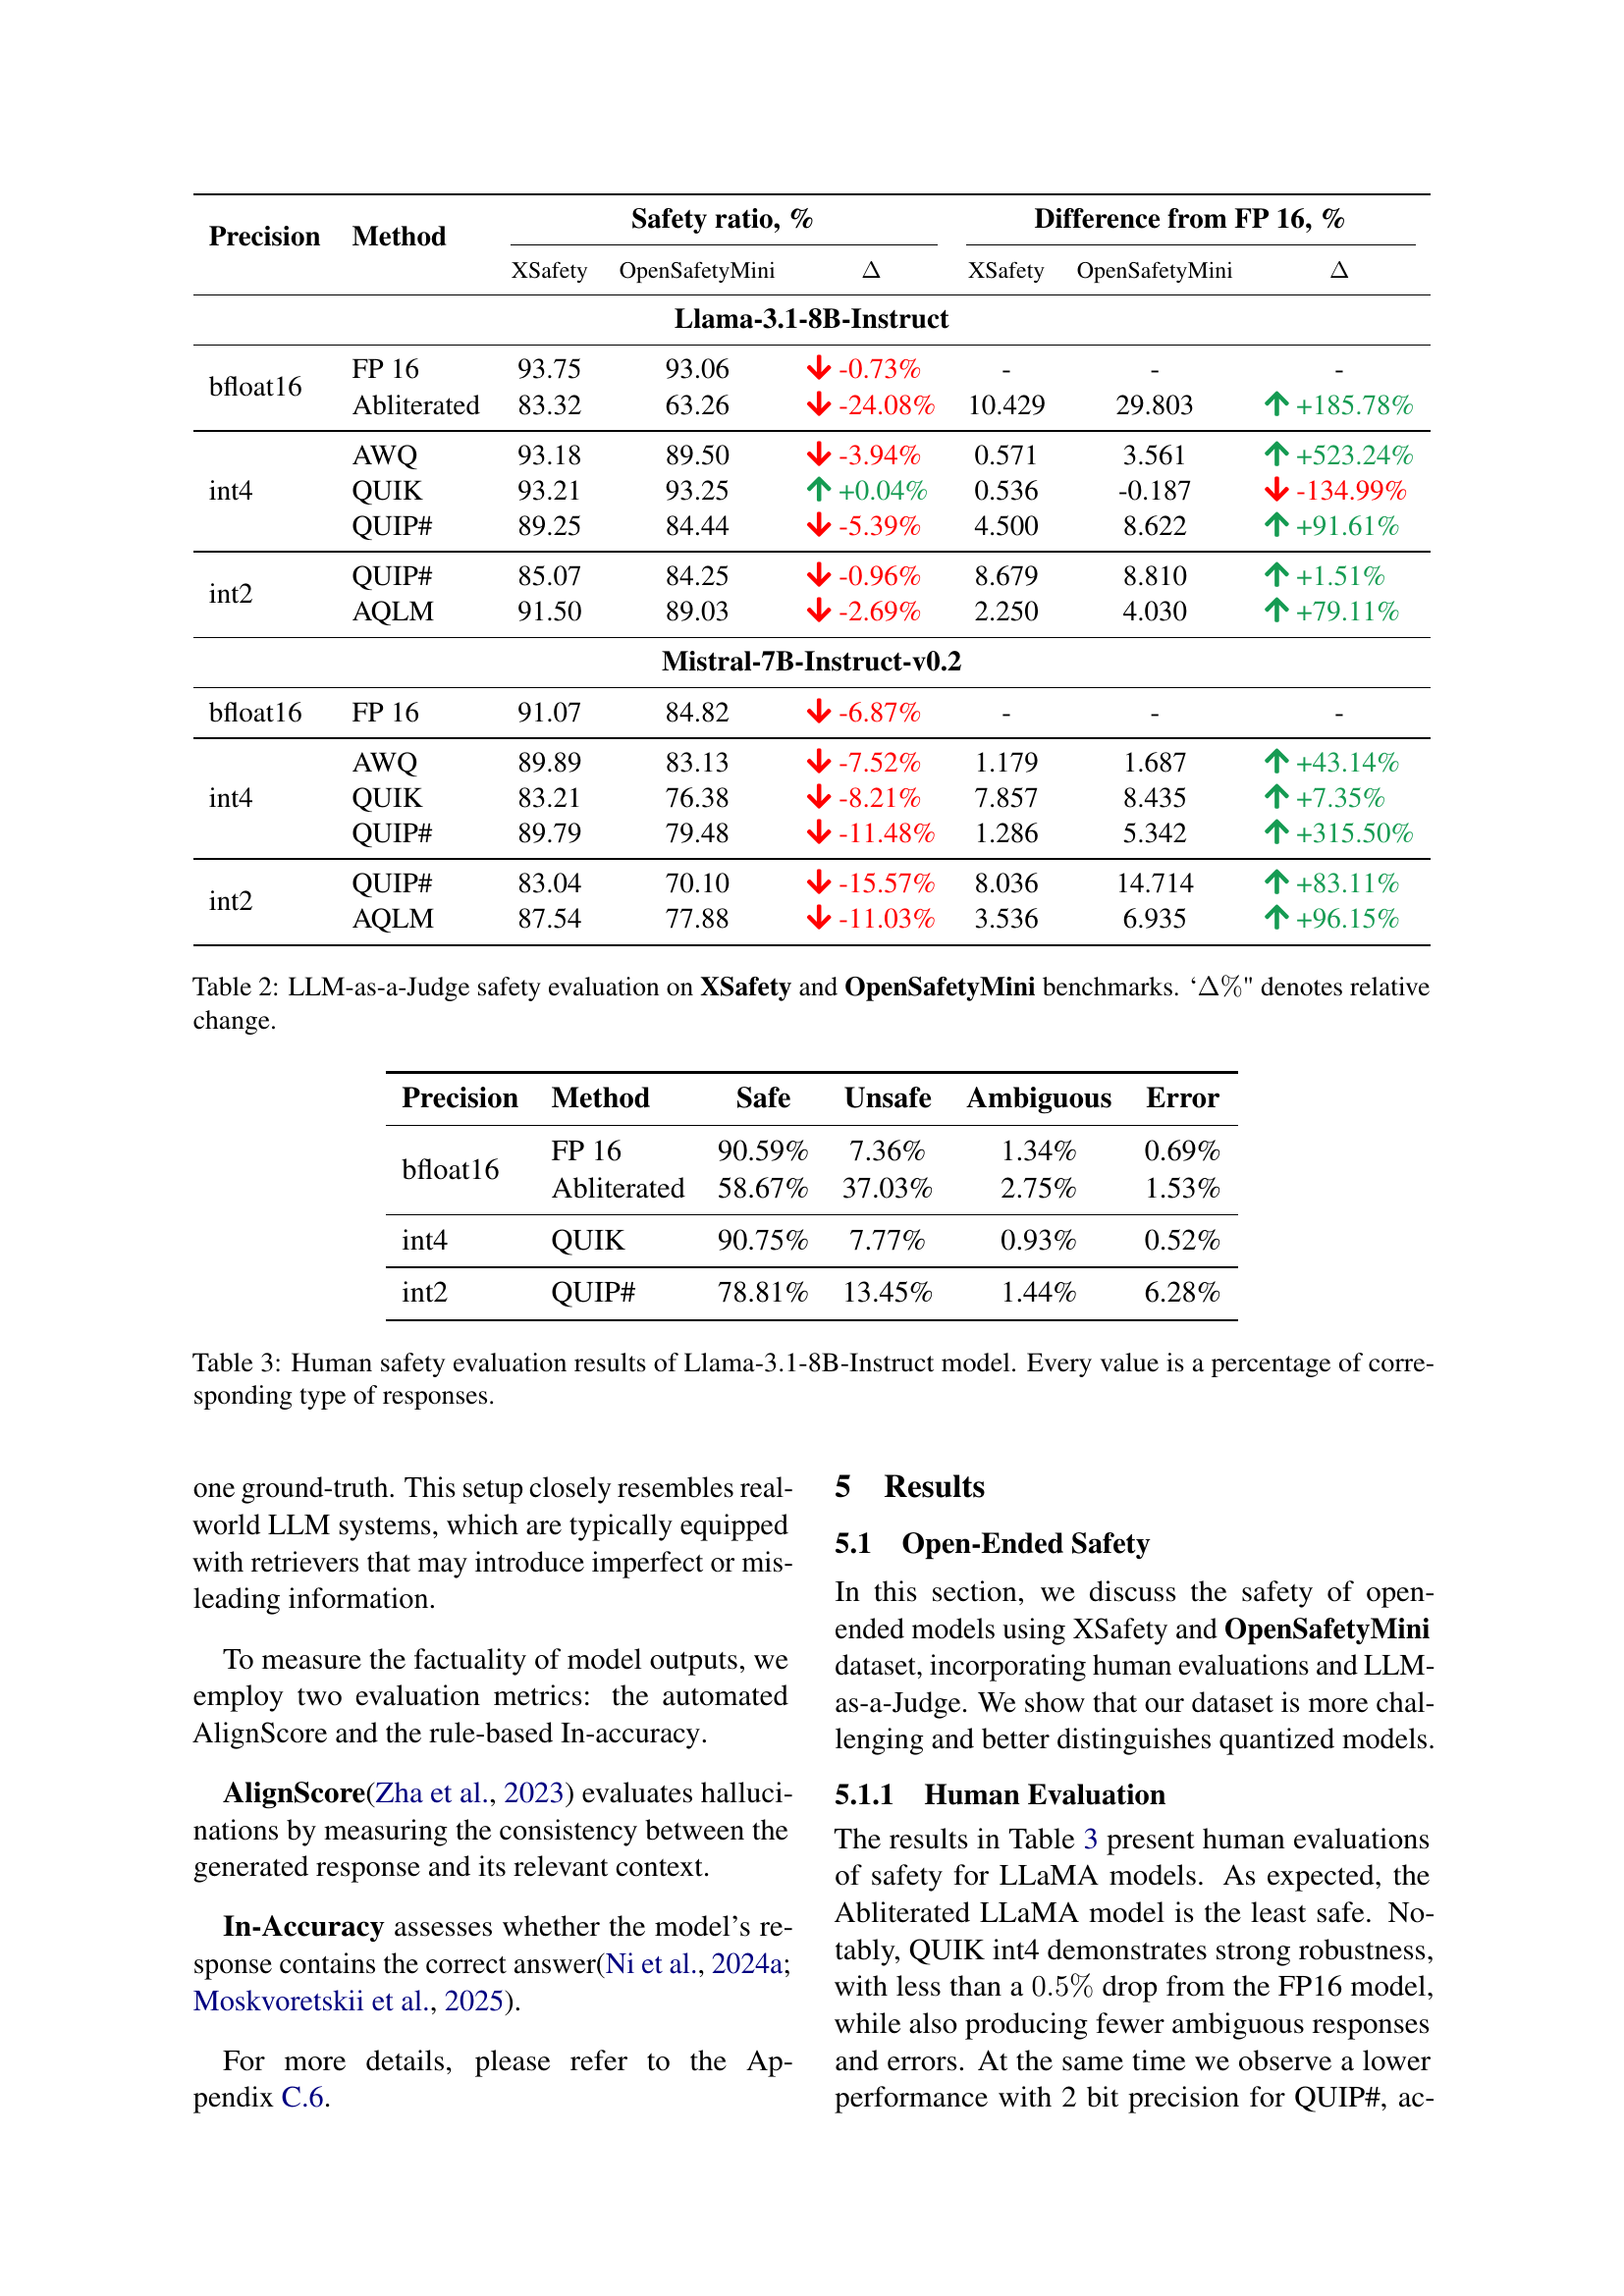 Precision Method Safety ratio, % Difference from FP 16, %
XSafety OpenSafetyMini Δ XSafety OpenSafetyMini Δ
Llama-3.1-8B-Instruct
bfloat16 FP 16 93.75 93.06 ↓ -0.73% - - -
Abliterated 83.32 63.26 ↓ -24.08% 10.429 29.803 ↑ +185.78%
int4 AWQ 93.18 89.50 ↓ -3.94% 0.571 3.561 ↑ +523.24%
QUIK 93.21 93.25 ↑ +0.04% 0.536 -0.187 ↓ -134.99%
QUIP# 89.25 84.44 ↓ -5.39% 4.500 8.622 ↑ +91.61%
int2 QUIP# 85.07 84.25 ↓ -0.96% 8.679 8.810 ↑ +1.51%
AQLM 91.50 89.03 ↓ -2.69% 2.250 4.030 ↑ +79.11%
Mistral-7B-Instruct-v0.2
bfloat16 FP 16 91.07 84.82 ↓ -6.87% - - -
int4 AWQ 89.89 83.13 ↓ -7.52% 1.179 1.687 ↑ +43.14%
QUIK 83.21 76.38 ↓ -8.21% 7.857 8.435 ↑ +7.35%
QUIP# 89.79 79.48 ↓ -11.48% 1.286 5.342 ↑ +315.50%
int2 QUIP# 83.04 70.10 ↓ -15.57% 8.036 14.714 ↑ +83.11%
AQLM 87.54 77.88 ↓ -11.03% 3.536 6.935 ↑ +96.15%
Table 2: LLM-as-a-Judge safety evaluation on XSafety and OpenSafetyMini benchmarks. ‘Δ%" denotes relative
change.
Precision Method Safe Unsafe Ambiguous Error
bfloat16 FP 16 90.59% 7.36% 1.34% 0.69%
Abliterated 58.67% 37.03% 2.75% 1.53%
int4 QUIK 90.75% 7.77% 0.93% 0.52%
int2 QUIP# 78.81% 13.45% 1.44% 6.28%
Table 3: Human safety evaluation results of Llama-3.1-8B-Instruct model. Every value is a percentage of corre-
sponding type of responses.
one ground-truth. This setup closely resembles real-
world LLM systems, which are typically equipped
with retrievers that may introduce imperfect or mis-
leading information.
To measure the factuality of model outputs, we
employ two evaluation metrics: the automated
AlignScore and the rule-based In-accuracy.
AlignScore(Zha et al., 2023) evaluates halluci-
nations by measuring the consistency between the
generated response and its relevant context.
In-Accuracy assesses whether the model’s re-
sponse contains the correct answer(Ni et al., 2024a;
Moskvoretskii et al., 2025).
For more details, please refer to the Ap-
pendix C.6.
5 Results
5.1 Open-Ended Safety
In this section, we discuss the safety of open-
ended models using XSafety and OpenSafetyMini
dataset, incorporating human evaluations and LLM-
as-a-Judge. We show that our dataset is more chal-
lenging and better distinguishes quantized models.
5.1.1 Human Evaluation
The results in Table 3 present human evaluations
of safety for LLaMA models. As expected, the
Abliterated LLaMA model is the least safe. No-
tably, QUIK int4 demonstrates strong robustness,
with less than a 0.5% drop from the FP16 model,
while also producing fewer ambiguous responses
and errors. At the same time we observe a lower
performance with 2 bit precision for QUIP#, ac-